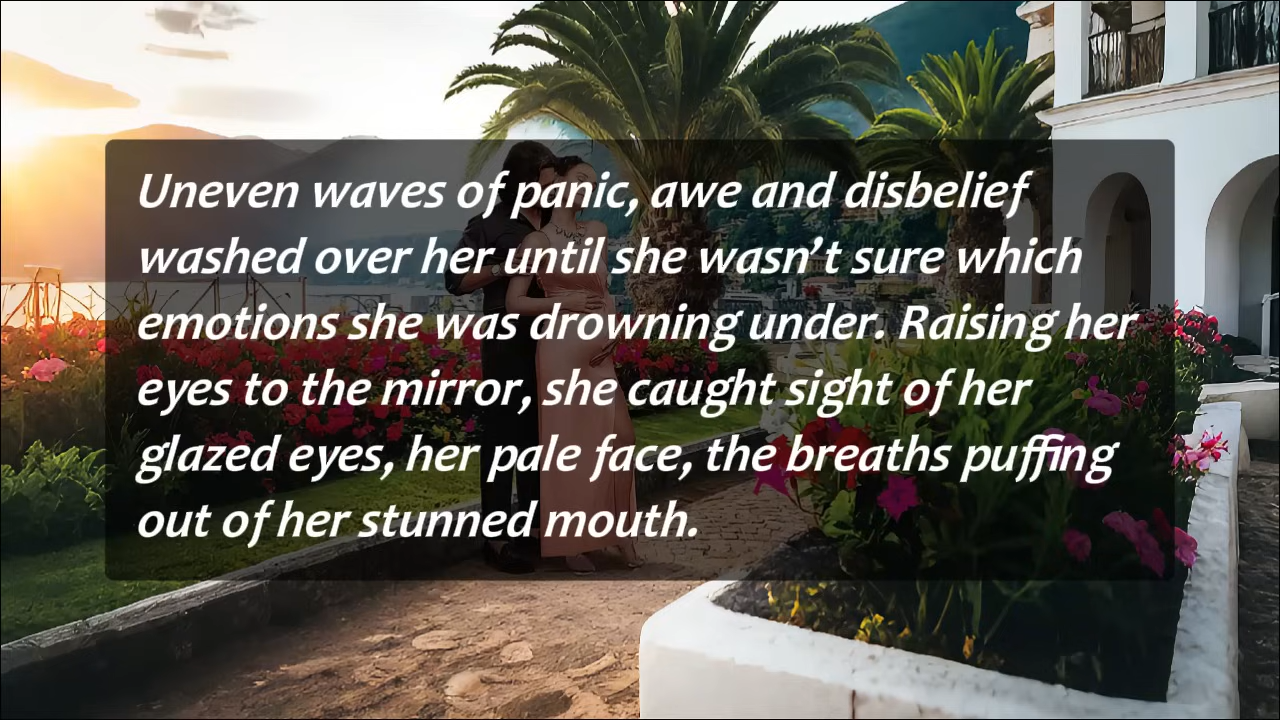 Uneven waves of panic, awe and disbelief
washed over her until she wasn’t sure which
emotions she was drowning under. Raising her
eyes to the mirror, she caught sight of her
glazed eyes, her pale face, the breaths puffing
out of her stunned mouth.